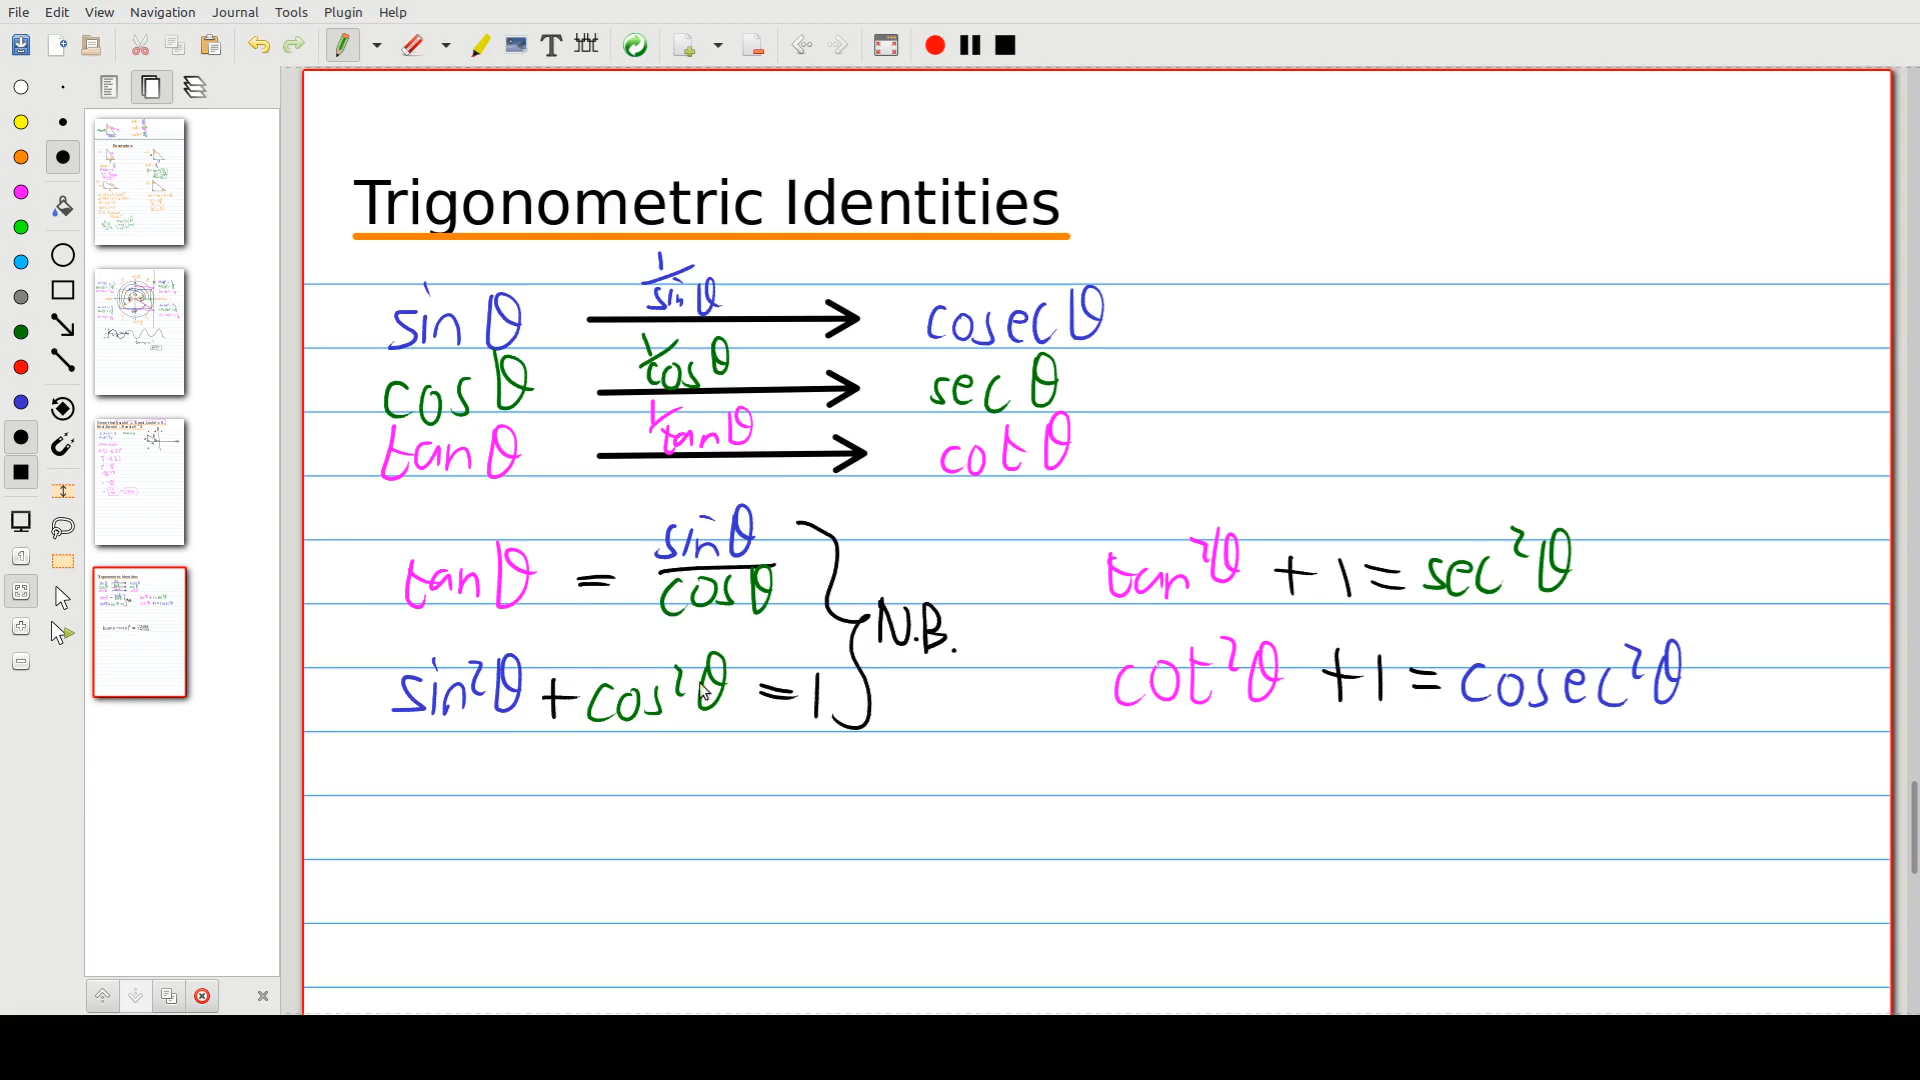 File Edit View Navigation Journal Tools Plugin Help
Trigonometric Identities
sin θ 1/sin θ cosec θ
cos θ 1/cos θ sec θ
tan θ 1/tan θ cot θ
tan θ = sin θ/cos θ
tan²θ + 1 = sec²θ
N.B.
sin²θ + cos²θ = 1
cot²θ + 1 = cosec²θ